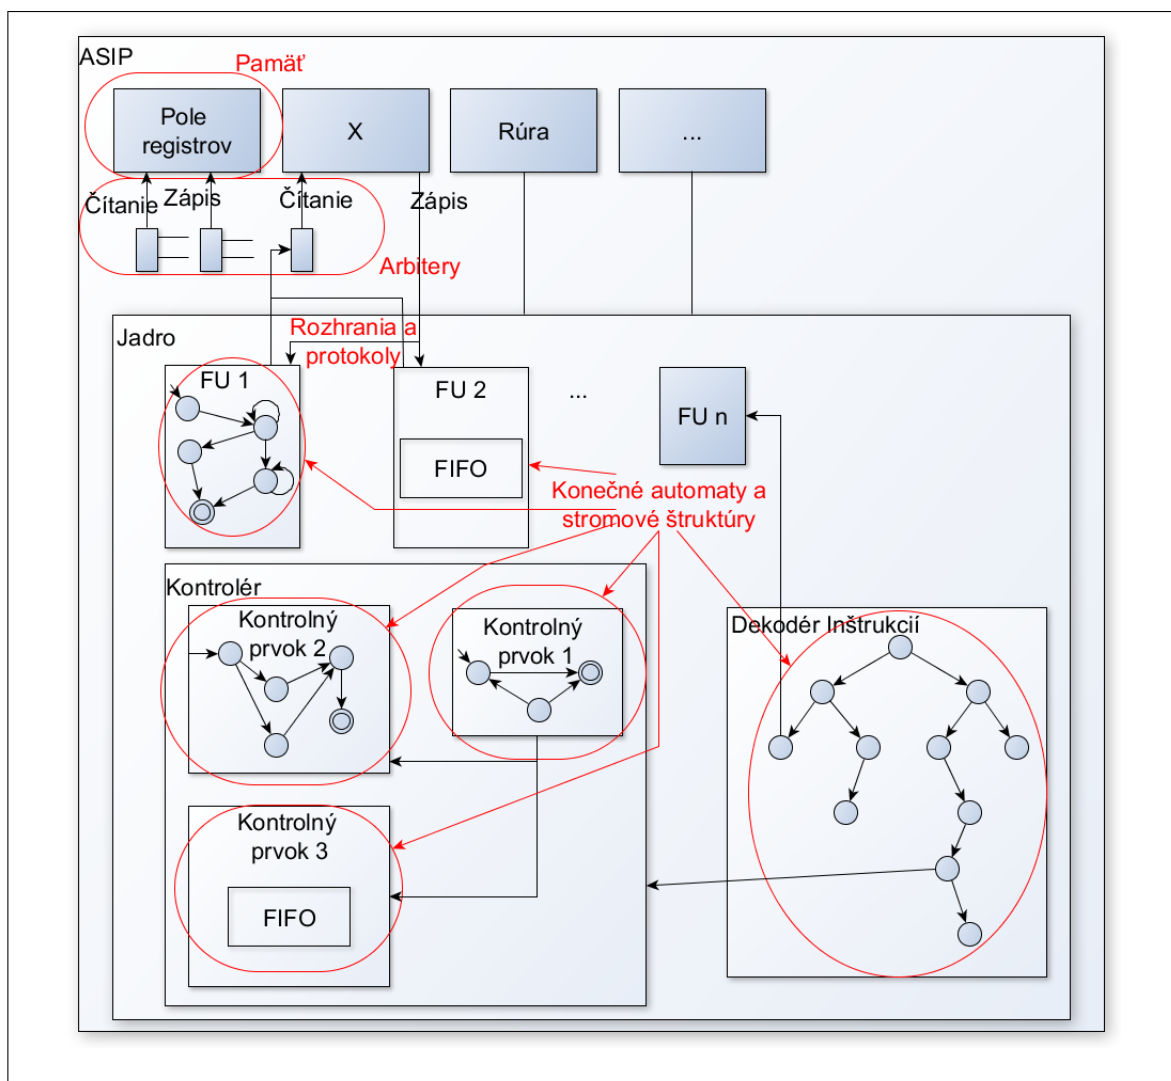 ASIP
Pamäť
Pole
registrov
X
Rúra
...
Čítanie
Zápis
Čítanie
Zápis
Arbitery
Jadro
Rozhrania a
protokoly
FU 1
FU 2
...
FU n
FIFO
Konečné automaty a
stromové štruktúry
Kontrolér
Kontrolný
prvok 2
Kontrolný
prvok 1
Dekodér Inštrukcií
Kontrolný
prvok 3
FIFO